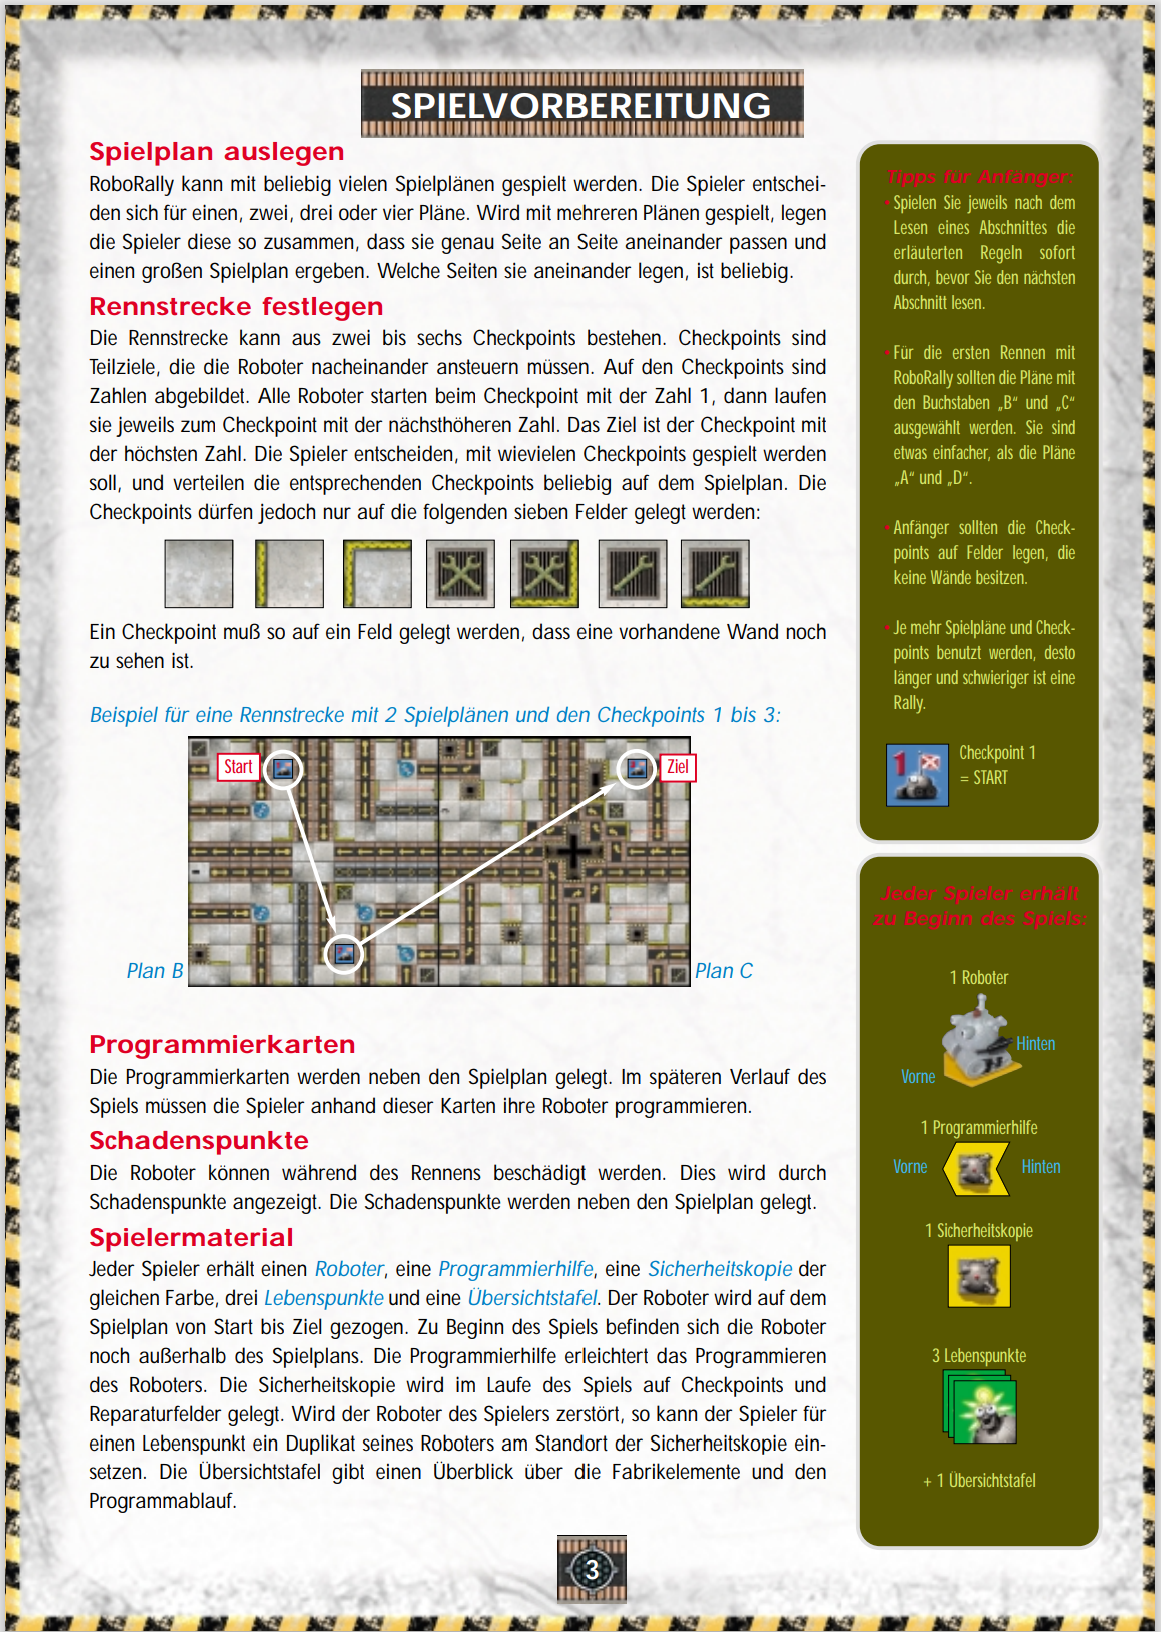 SPIELVORBEREITUNG
Spielplan auslegen
RoboRally kann mit beliebig vielen Spielplänen gespielt werden. Die Spieler entschei-
den sich für einen, zwei, drei oder vier Pläne. Wird mit mehreren Plänen gespielt, legen
die Spieler diese so zusammen, dass sie genau Seite an Seite aneinander passen und
einen großen Spielplan ergeben. Welche Seiten sie aneinander legen, ist beliebig.
Rennstrecke festlegen
Die Rennstrecke kann aus zwei bis sechs Checkpoints bestehen. Checkpoints sind
Teilziele, die die Roboter nacheinander ansteuern müssen. Auf den Checkpoints sind
Zahlen abgebildet. Alle Roboter starten beim Checkpoint mit der Zahl 1, dann laufen
sie jeweils zum Checkpoint mit der nächsthöheren Zahl. Das Ziel ist der Checkpoint mit
der höchsten Zahl. Die Spieler entscheiden, mit wievielen Checkpoints gespielt werden
soll, und verteilen die entsprechenden Checkpoints beliebig auf dem Spielplan. Die
Checkpoints dürfen jedoch nur auf die folgenden sieben Felder gelegt werden:
Ein Checkpoint muß so auf ein Feld gelegt werden, dass eine vorhandene Wand noch
zu sehen ist.
Beispiel für eine Rennstrecke mit 2 Spielplänen und den Checkpoints 1 bis 3:
Start
Ziel
Plan B
Plan C
Programmierkarten
Die Programmierkarten werden neben den Spielplan gelegt. Im späteren Verlauf des
Spiels müssen die Spieler anhand dieser Karten ihre Roboter programmieren.
Schadenspunkte
Die Roboter können während des Rennens beschädigt werden. Dies wird durch
Schadenspunkte angezeigt. Die Schadenspunkte werden neben den Spielplan gelegt.
Spielermaterial
Jeder Spieler erhält einen Roboter, eine Programmierhilfe, eine Sicherheitskopie der
gleichen Farbe, drei Lebenspunkte und eine Übersichtstafel. Der Roboter wird auf dem
Spielplan von Start bis Ziel gezogen. Zu Beginn des Spiels befinden sich die Roboter
noch außerhalb des Spielplans. Die Programmierhilfe erleichtert das Programmieren
des Roboters. Die Sicherheitskopie wird im Laufe des Spiels auf Checkpoints und
Reparaturfelder gelegt. Wird der Roboter des Spielers zerstört, so kann der Spieler für
einen Lebenspunkt ein Duplikat seines Roboters am Standort der Sicherheitskopie ein-
setzen. Die Übersichtstafel gibt einen Überblick über die Fabrikelemente und den
Programmablauf.
Tipps für Anfänger:
• Spielen Sie jeweils nach dem
Lesen eines Abschnittes die
erläuterten Regeln sofort
durch, bevor Sie den nächsten
Abschnitt lesen.
• Für die ersten Rennen mit
RoboRally sollten die Pläne mit
den Buchstaben „B“ und „C“
ausgewählt werden. Sie sind
etwas einfacher, als die Pläne
„A“ und „D“.
• Anfänger sollten die Check-
points auf Felder legen, die
keine Wände besitzen.
• Je mehr Spielpläne und Check-
points benutzt werden, desto
länger und schwieriger ist eine
Rally.
1
Checkpoint 1
= START
Jeder Spieler erhält
zu Beginn des Spiels:
1 Roboter
Hinten
Vorne
1 Programmierhilfe
Vorne
Hinten
1 Sicherheitskopie
3 Lebenspunkte
+ 1 Übersichtstafel
3